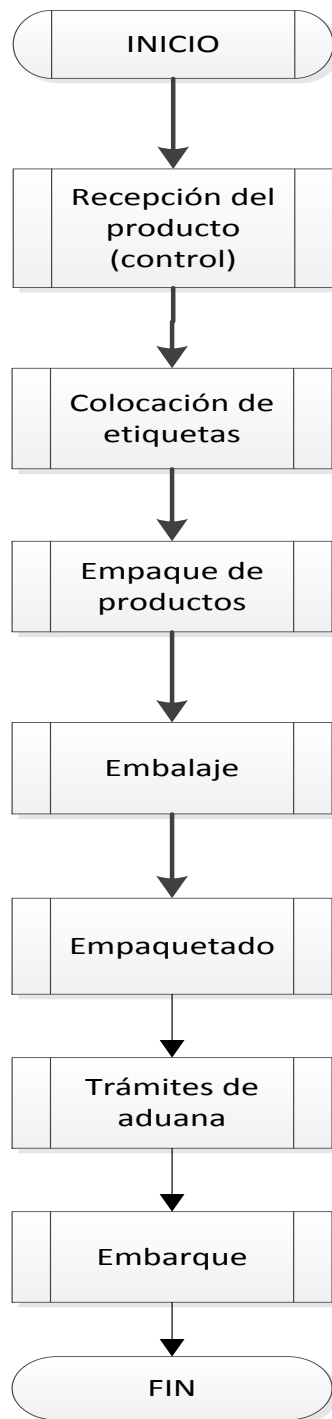 INICIO
Recepción del
producto
(control)
Colocación de
etiquetas
Empaque de
productos
Embalaje
Empaquetado
Trámites de
aduana
Embarque
FIN